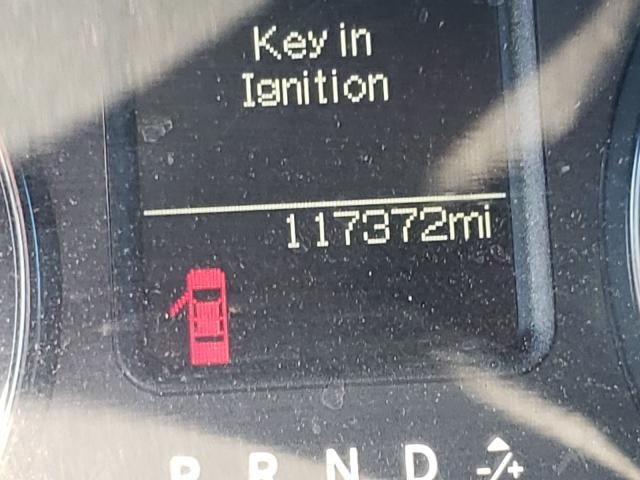 Key in
Ignition
117372mi
P R N D -/+